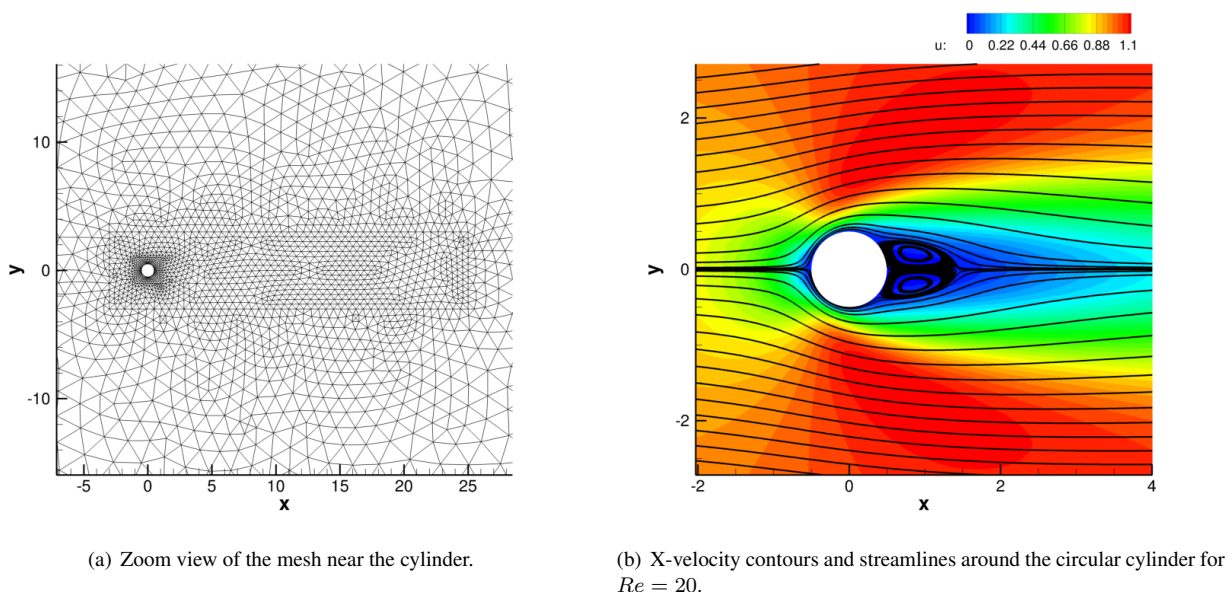 u: 0 0.22 0.44 0.66 0.88 1.1
10
0
-10
y
-5 0 5 10 15 20 25
x
2
0
-2
y
-2 0 2 4
x
(a) Zoom view of the mesh near the cylinder.
(b) X-velocity contours and streamlines around the circular cylinder for
Re = 20.